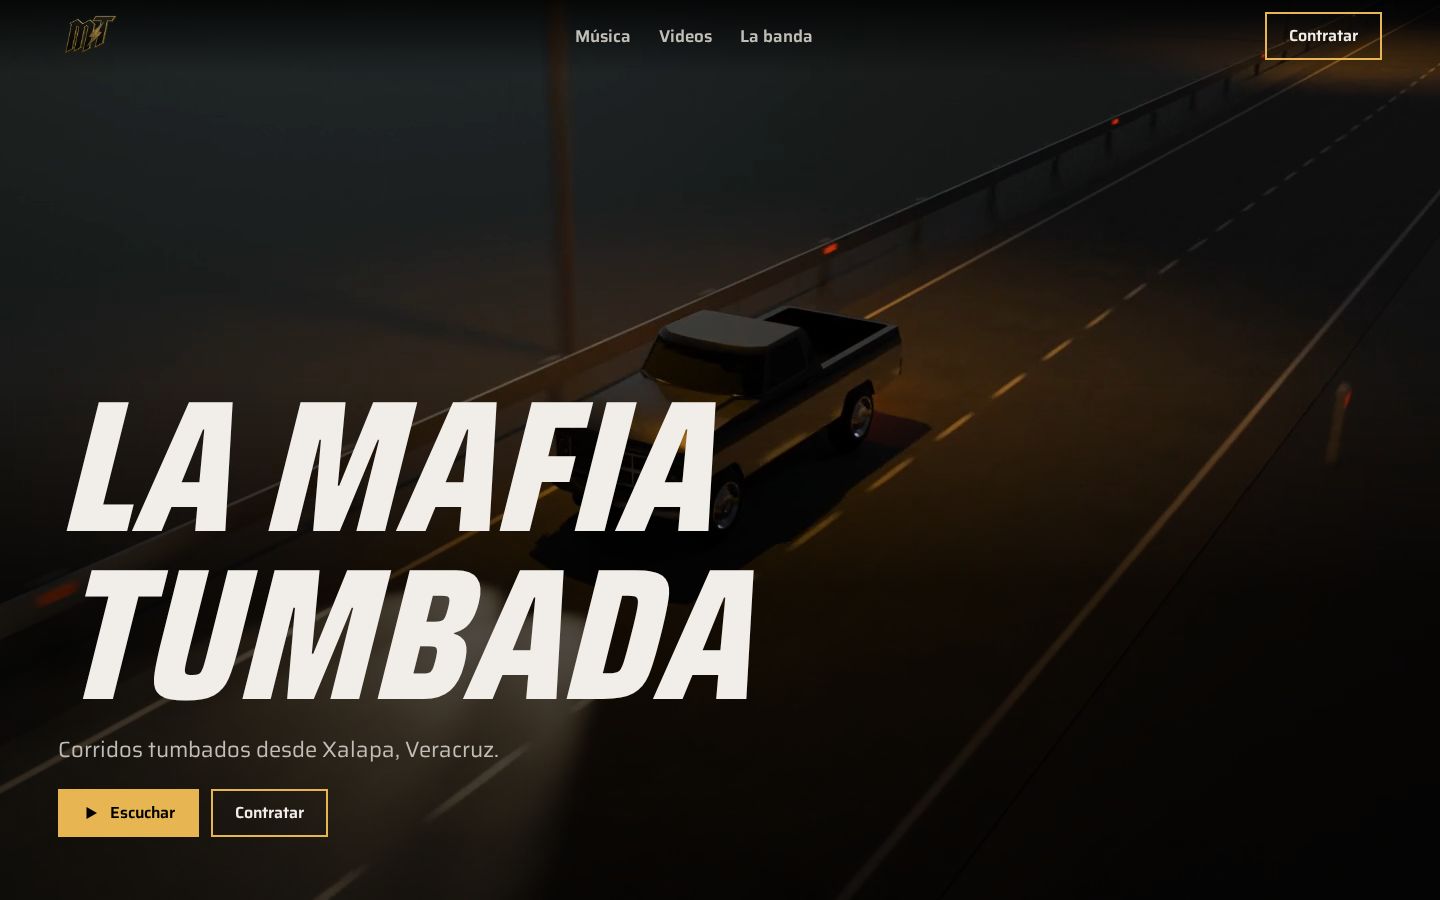 MT
Música
Videos
La banda
Contratar
LA MAFIA
TUMBADA
Corridos tumbados desde Xalapa, Veracruz.
Escuchar
Contratar